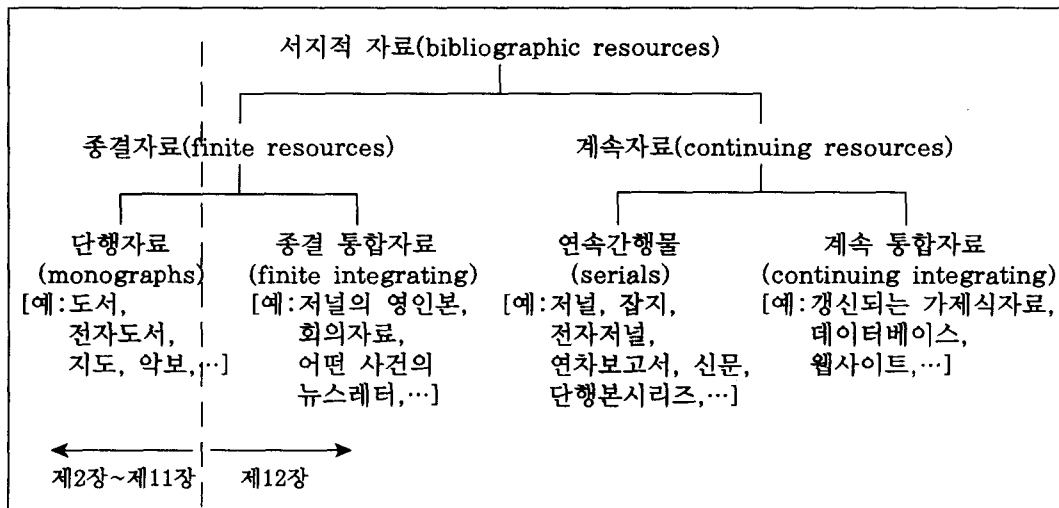 서지적 자료(bibliographic resources)
종결자료(finite resources)
계속자료(continuing resources)
단행자료
(monographs)
[예:도서,
전자도서,
지도, 악보,…]
종결 통합자료
(finite integrating)
[예:저널의 영인본,
회의자료,
어떤 사건의
뉴스레터,…]
연속간행물
(serials)
[예:저널, 잡지,
전자저널,
연차보고서, 신문,
단행본시리즈,…]
계속 통합자료
(continuing integrating)
[예:갱신되는 가제식자료,
데이터베이스,
웹사이트,…]
제2장~제11장
제12장